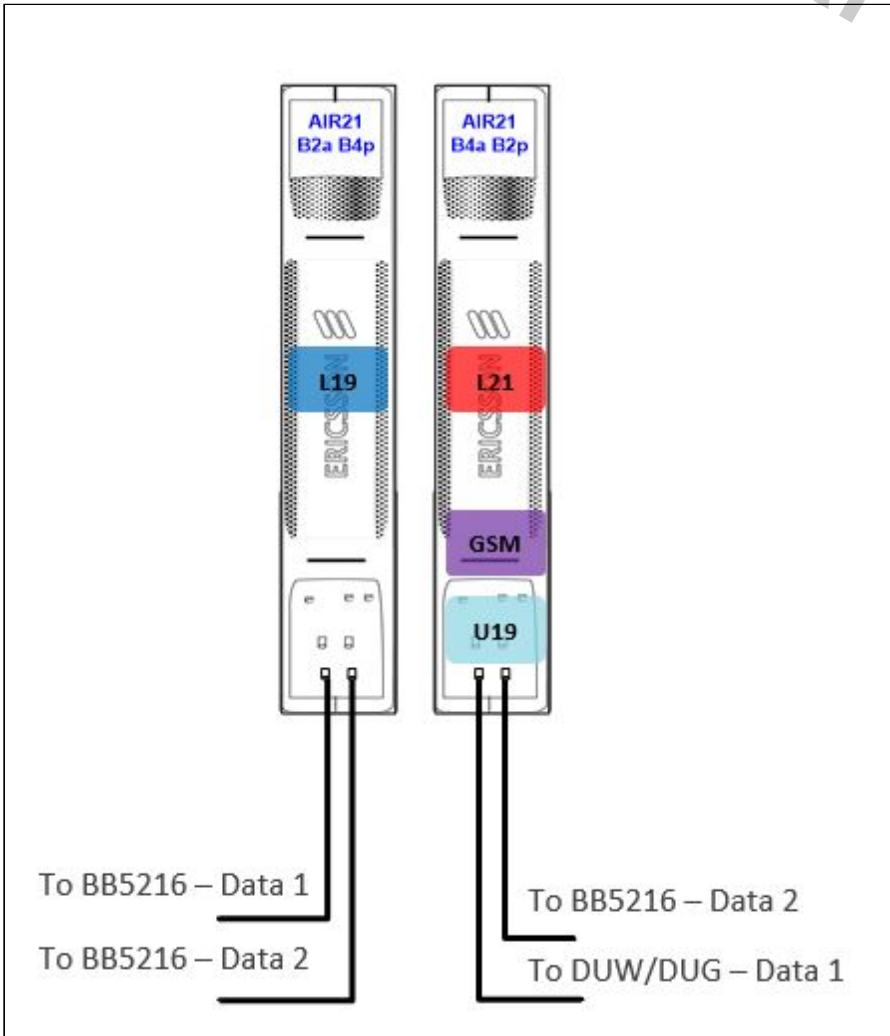 AIR21
B2a B4p
AIR21
B4a B2p
ERICSSON
L19
ERICSSON
L21
GSM
U19
To BB5216 – Data 1
To BB5216 – Data 2
To BB5216 – Data 2
To DUW/DUG – Data 1